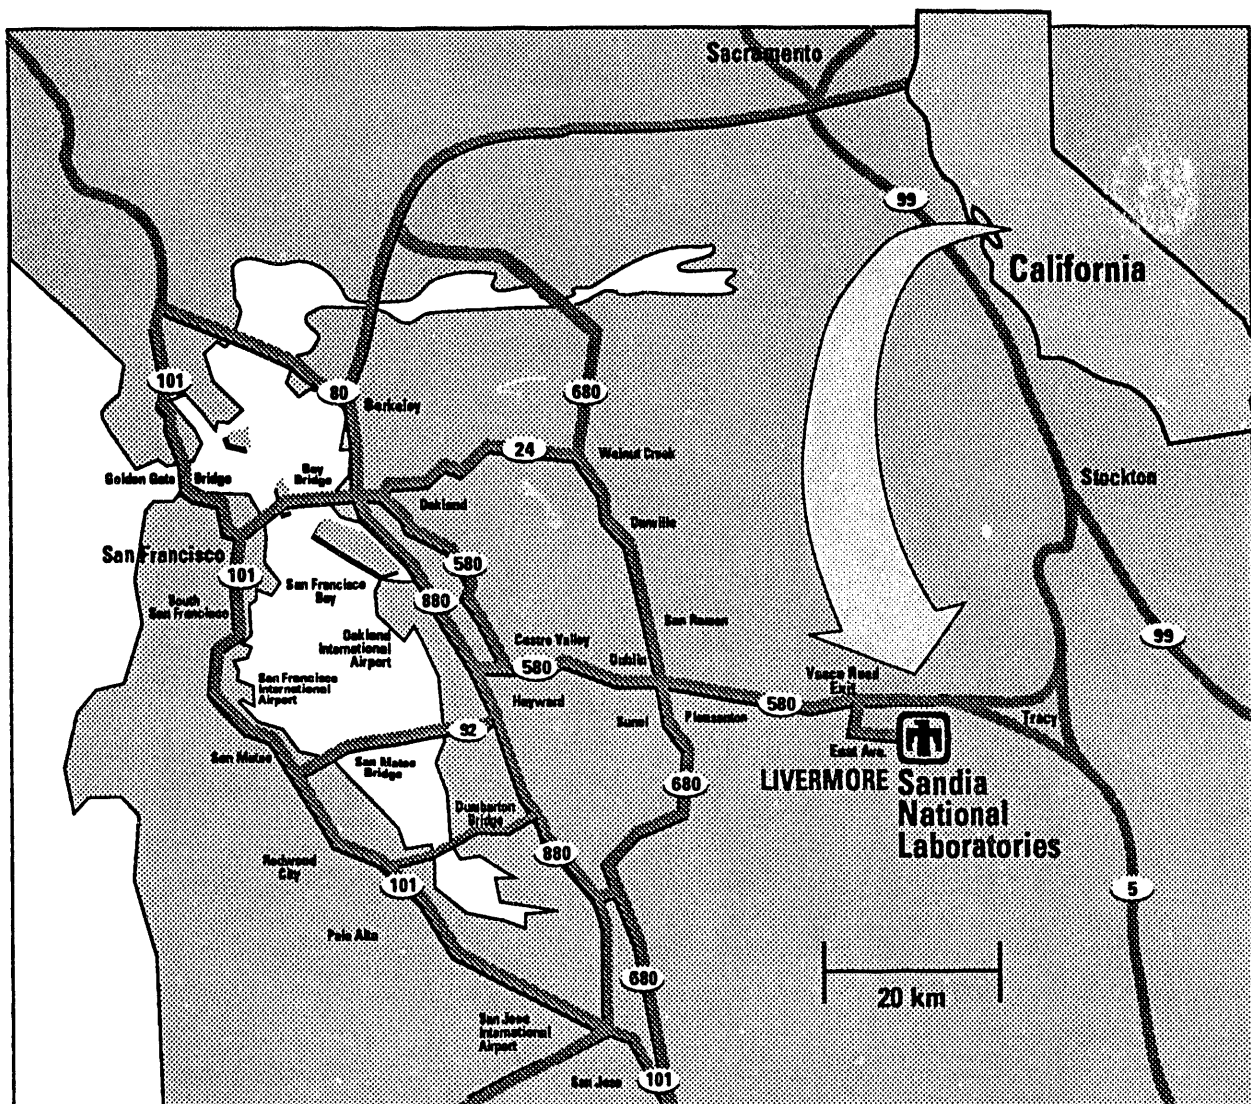 Sacramento
99
California
101
80
Berkeley
680
24
Walnut Creek
Golden Gate Bridge
Bay
Bridge
Stockton
Oakland
Danville
San Francisco
580
101
San Francisco
Bay
880
South
San Francisco
San Ramon
99
Oakland
International
Airport
Castro Valley
580
Dublin
Vasco Road
Exit
San Francisco
International
Airport
Hayward
580
Sunol
Pleasanton
Tracy
92
East Ave.
San Mateo
San Mateo
Bridge
LIVERMORE
Sandia
National
Laboratories
680
Dumbarton
Bridge
880
Redwood
City
101
5
Palo Alto
680
20 km
San Jose
International
Airport
San Jose
101